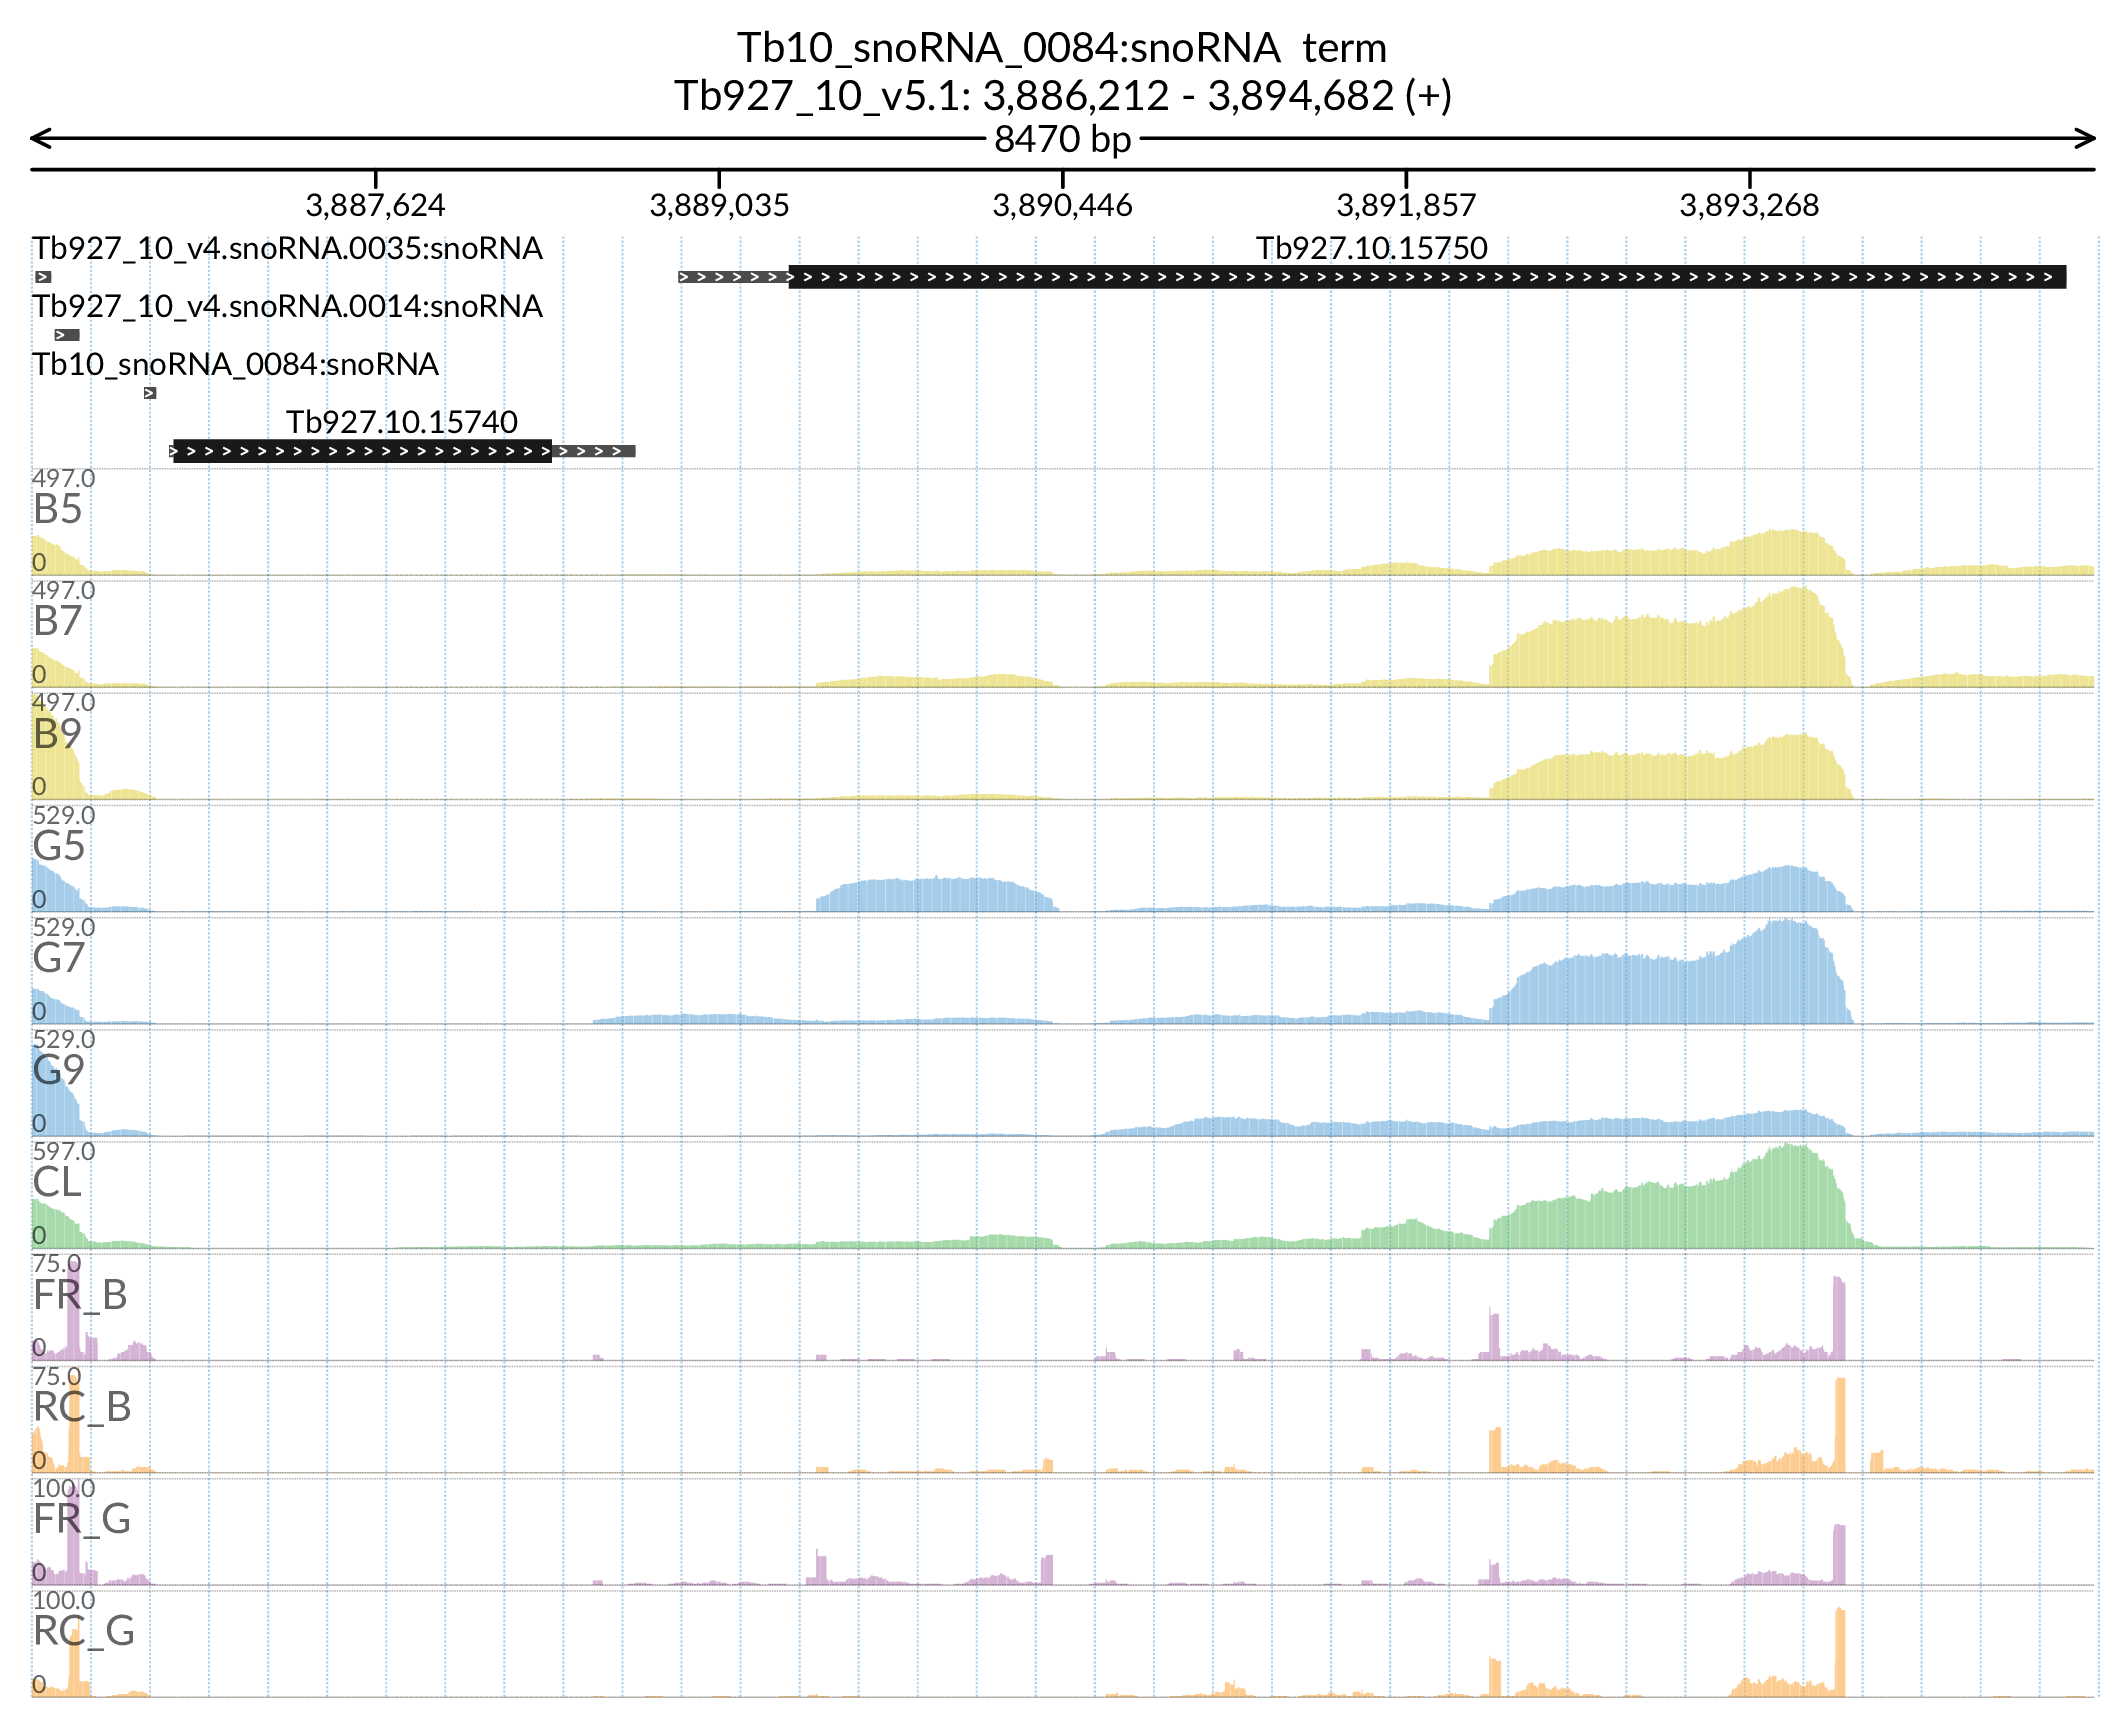 Tb10_snoRNA_0084:snoRNA term
Tb927_10_v5.1: 3,886,212 - 3,894,682 (+)
8470 bp
3,887,624 3,889,035 3,890,446 3,891,857 3,893,268
Tb927_10_v4.snoRNA.0035:snoRNA Tb927.10.15750
Tb927_10_v4.snoRNA.0014:snoRNA
Tb10_snoRNA_0084:snoRNA
Tb927.10.15740
497.0
B5
0
497.0
B7
0
497.0
B9
0
529.0
G5
0
529.0
G7
0
529.0
G9
0
597.0
CL
0
75.0
FR_B
0
75.0
RC_B
0
100.0
FR_G
0
100.0
RC_G
0